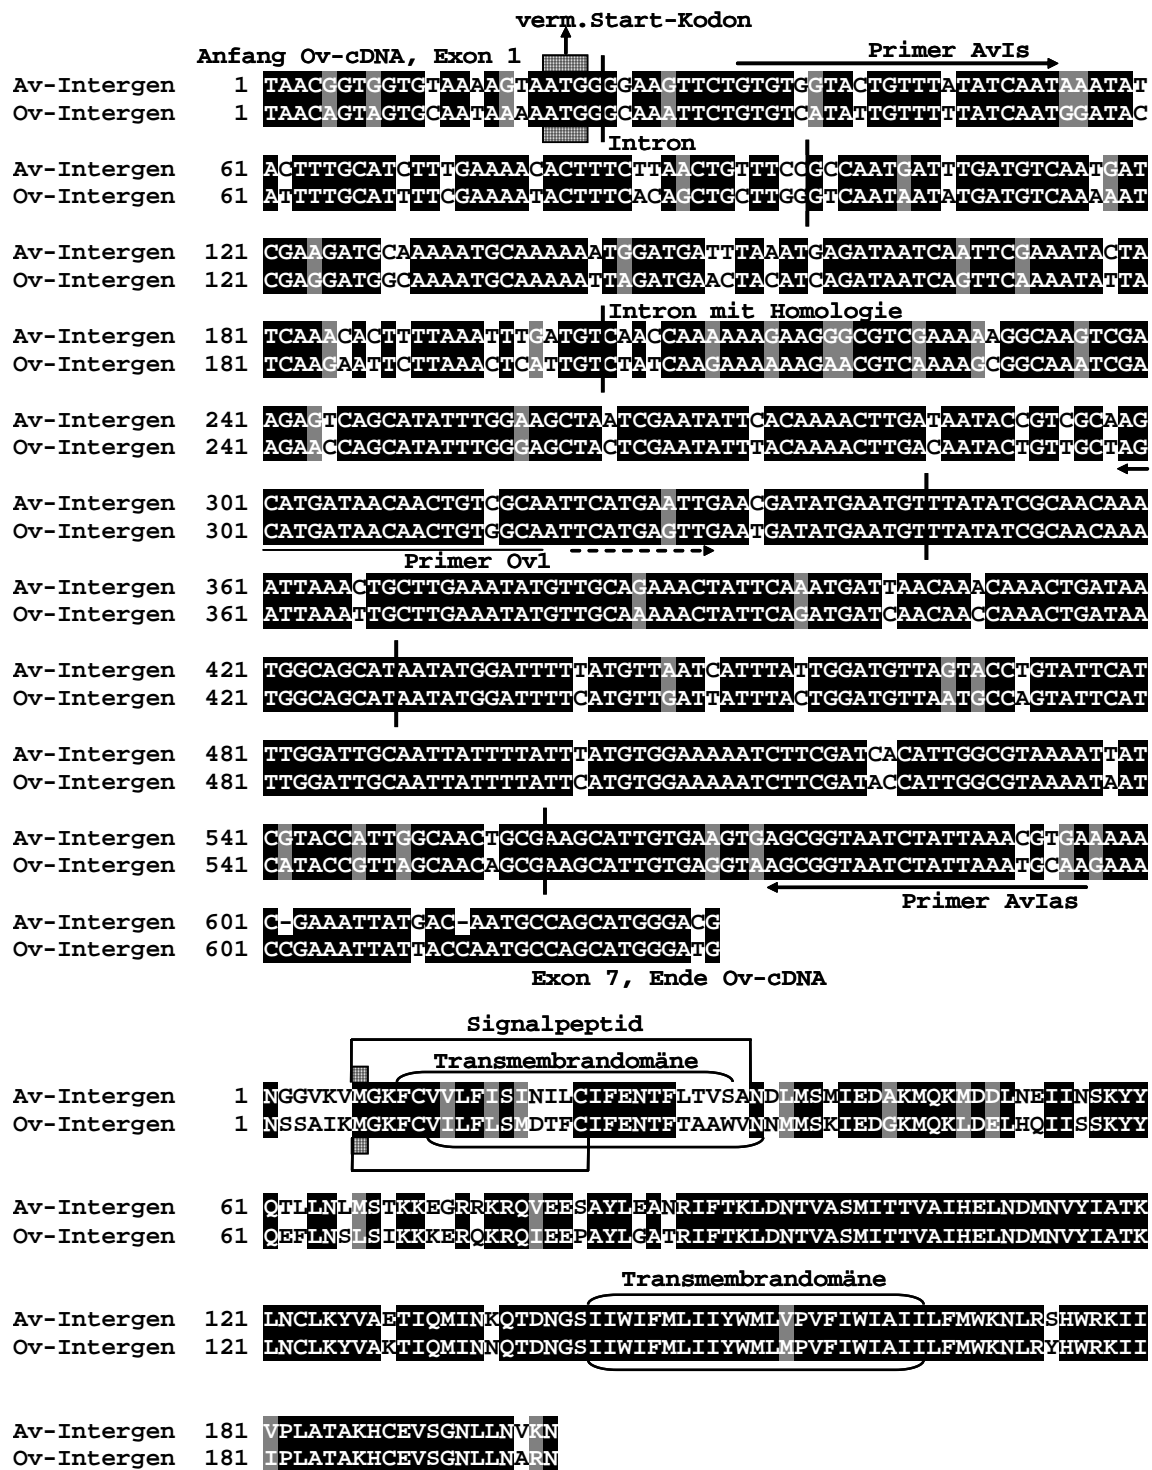 verm.Start-Kodon
Anfang Ov-cDNA, Exon 1
Primer AvIs
Av-Intergen 1 TAACGGTGGTGTAAAAGTAATGGGGAAGTTCTGTGTGGTACTGTTTATATCAATAAATAT
Ov-Intergen 1 TAACAGTAGTGCAATAAAAATGGGCAAATTCTGTGTCATATTGTTTTTATCAATGGATAC
Intron
Av-Intergen 61 ACTTTGCATCTTTGAAAACACTTTCTTAACTGTTTCCGCCAATGATTTGATGTCAATGAT
Ov-Intergen 61 ATTTTGCATTTTCGAAAATACTTTCACAGCTGCTTGGGTCAATAATATGATGTCAAAAAT
Av-Intergen 121 CGAAGATGCAAAAATGCAAAAAATGGATGATTTAAATGAGATAATCAATTCGAAATACTA
Ov-Intergen 121 CGAGGATGGCAAAATGCAAAAATTAGATGAACTACATCAGATAATCAGTTCAAAATATTA
Intron mit Homologie
Av-Intergen 181 TCAAACACTTTTAAATTTGATGTCAACCAAAAAAGAAGGGCGTCGAAAAAGGCAAGTCGA
Ov-Intergen 181 TCAAGAATTCTTAAACTCATTGTCTATCAAGAAAAAAGAACGTCAAAAGCGGCAAATCGA
Av-Intergen 241 AGAGTCAGCATATTTGGAAGCTAATCGAATATTCACAAAACTTGATAATACCGTCGCAAG
Ov-Intergen 241 AGAACCAGCATATTTGGGAGCTACTCGAATATTTACAAAACTTGACAATACTGTTGCTAG
Av-Intergen 301 CATGATAACAACTGTCGCAATTCATGAATTGAACGATATGAATGTTTATATCGCAACAAA
Ov-Intergen 301 CATGATAACAACTGTGGCAATTCATGAGTTGAATGATATGAATGTTTATATCGCAACAAA
Primer Ov1
Av-Intergen 361 ATTAAACTGCTTGAAATATGTTGCAGAAACTATTCAAATGATTAACAAACAAACTGATAA
Ov-Intergen 361 ATTAAATTGCTTGAAATATGTTGCAAAAACTATTCAGATGATCAACAACCAAACTGATAA
Av-Intergen 421 TGGCAGCATAATATGGATTTTTATGTTAATCATTTATTGGATGTTAGTACCTGTATTCAT
Ov-Intergen 421 TGGCAGCATAATATGGATTTTCATGTTGATTATTTACTGGATGTTAATGCCAGTATTCAT
Av-Intergen 481 TTGGATTGCAATTATTTTATTTATGTGGAAAAATCTTCGATCACATTGGCGTAAAATTAT
Ov-Intergen 481 TTGGATTGCAATTATTTTATTCATGTGGAAAAATCTTCGATACCATTGGCGTAAAATAAT
Av-Intergen 541 CGTACCATTGGCAACTGCGAAGCATTGTGAAGTGAGCGGTAATCTATTAAACGTGAAAAA
Ov-Intergen 541 CATACCGTTAGCAACAGCGAAGCATTGTGAGGTAAGCGGTAATCTATTAAATGCAAGAAA
Primer AvIas
Av-Intergen 601 C-GAAATTATGAC-AATGCCAGCATGGGACG
Ov-Intergen 601 CCGAAATTATTACCAATGCCAGCATGGGATG
Exon 7, Ende Ov-cDNA
Signalpeptid
Transmembrandomäne
Av-Intergen 1 NGGVKVMGKFCVVLFISINILCIFENTFLTVSANDLMSMIEDAKMQKMDDLNEIINSKYY
Ov-Intergen 1 NSSAIKMGKFCVILFLSMDTFCIFENTFTAAWVNNMMSKIEDGKMQKLDELHQIISSKYY
Av-Intergen 61 QTLLNLMSTKKEGRRKRQVEESAYLEANRIFTKLDNTVASMITTVAIHELNDMNVYIATK
Ov-Intergen 61 QEFLNSLSIKKKERQKRQIEEPAYLGATRIFTKLDNTVASMITTVAIHELNDMNVYIATK
Transmembrandomäne
Av-Intergen 121 LNCLKYVAETIQMINKQTDNGSIIWIFMLIIYWMLVPVFIWIAIILFMWKNLRSHWRKII
Ov-Intergen 121 LNCLKYVAKTIQMINNQTDNGSIIWIFMLIIYWMLMPVFIWIAIILFMWKNLRYHWRKII
Av-Intergen 181 VPLATAKHCEVSGNLLNVKN
Ov-Intergen 181 IPLATAKHCEVSGNLLNARN